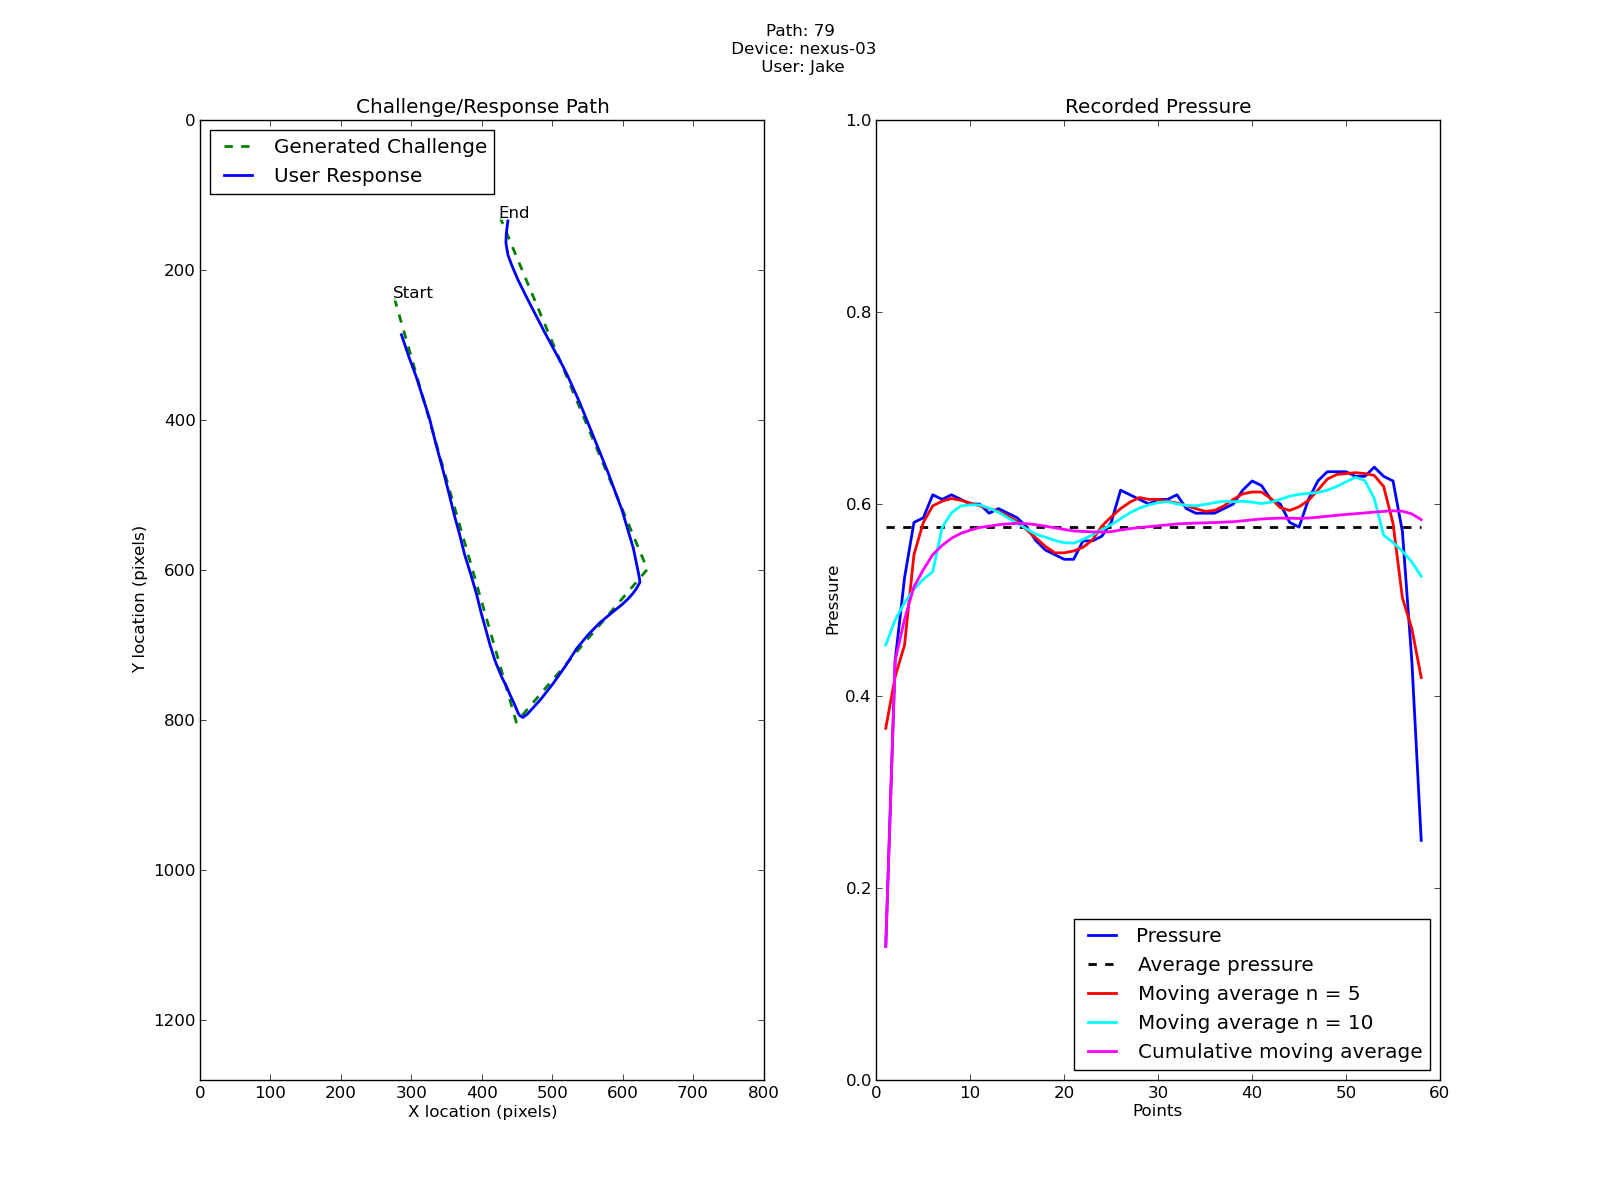 Path: 79
Device: nexus-03
User: Jake
Challenge/Response Path
Generated Challenge
User Response
End
Start
0
200
400
600
800
1000
1200
Y location (pixels)
0 100 200 300 400 500 600 700 800
X location (pixels)
Recorded Pressure
1.0
0.8
0.6
0.4
0.2
0.0
Pressure
Pressure
Average pressure
Moving average n = 5
Moving average n = 10
Cumulative moving average
0 10 20 30 40 50 60
Points